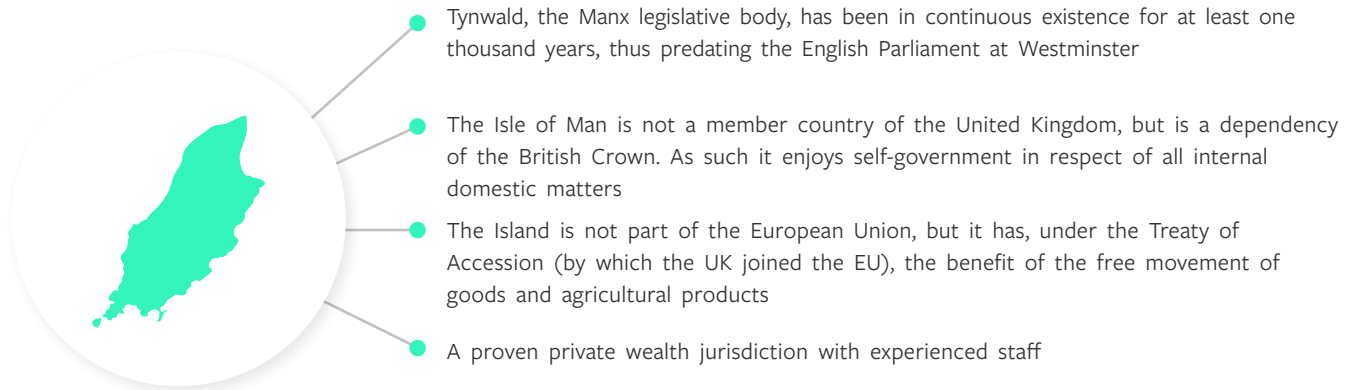 Tynwald, the Manx legislative body, has been in continuous existence for at least one
thousand years, thus predating the English Parliament at Westminster
The Isle of Man is not a member country of the United Kingdom, but is a dependency
of the British Crown. As such it enjoys self-government in respect of all internal
domestic matters
The Island is not part of the European Union, but it has, under the Treaty of
Accession (by which the UK joined the EU), the benefit of the free movement of
goods and agricultural products
A proven private wealth jurisdiction with experienced staff